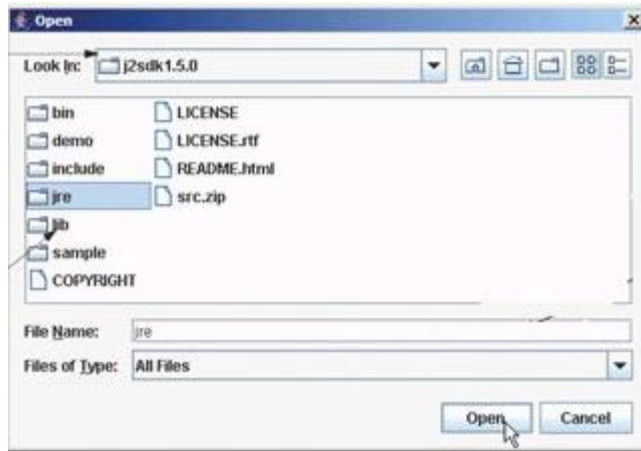 Open
Look In: j2sdk1.5.0
bin LICENSE
demo LICENSE.rtf
include README.html
jre src.zip
lib
sample
COPYRIGHT
File Name: jre
Files of Type: All Files
Open Cancel